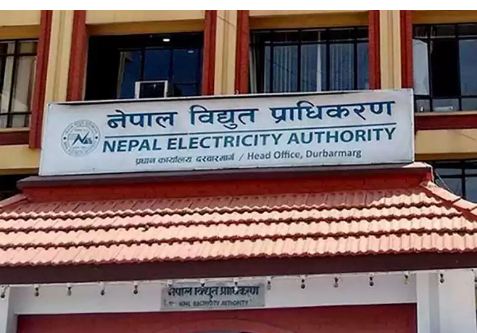 नेपाल विद्युत प्राधिकरण
NEPAL ELECTRICITY AUTHORITY
प्रधान कार्यालय दरबारमार्ग / Head Office, Durbarmarg
नेपाल विद्युत प्राधिकरण
NEPAL ELECTRICITY AUTHORITY